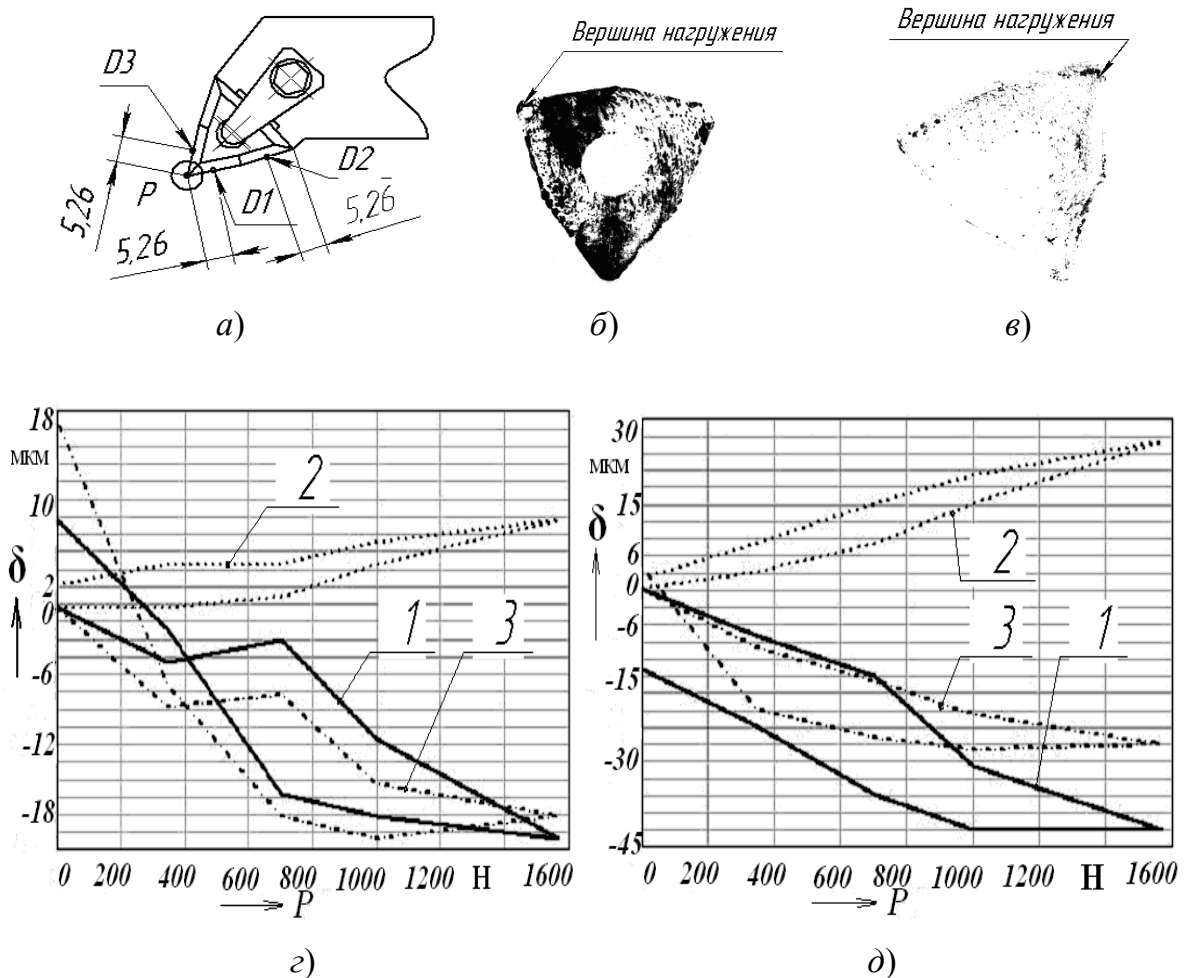 D3
P
D1
D2
5,26
5,26
5,26
а)
Вершина нагружения
б)
Вершина нагружения
в)
18
мкм
10
δ
2
0
-6
-12
-18
2
1
3
0 200 400 600 800 1000 1200 Н 1600
P
г)
30
мкм
15
δ
6
0
-6
-15
-30
-45
2
3
1
0 200 400 600 800 1000 1200 Н 1600
P
д)